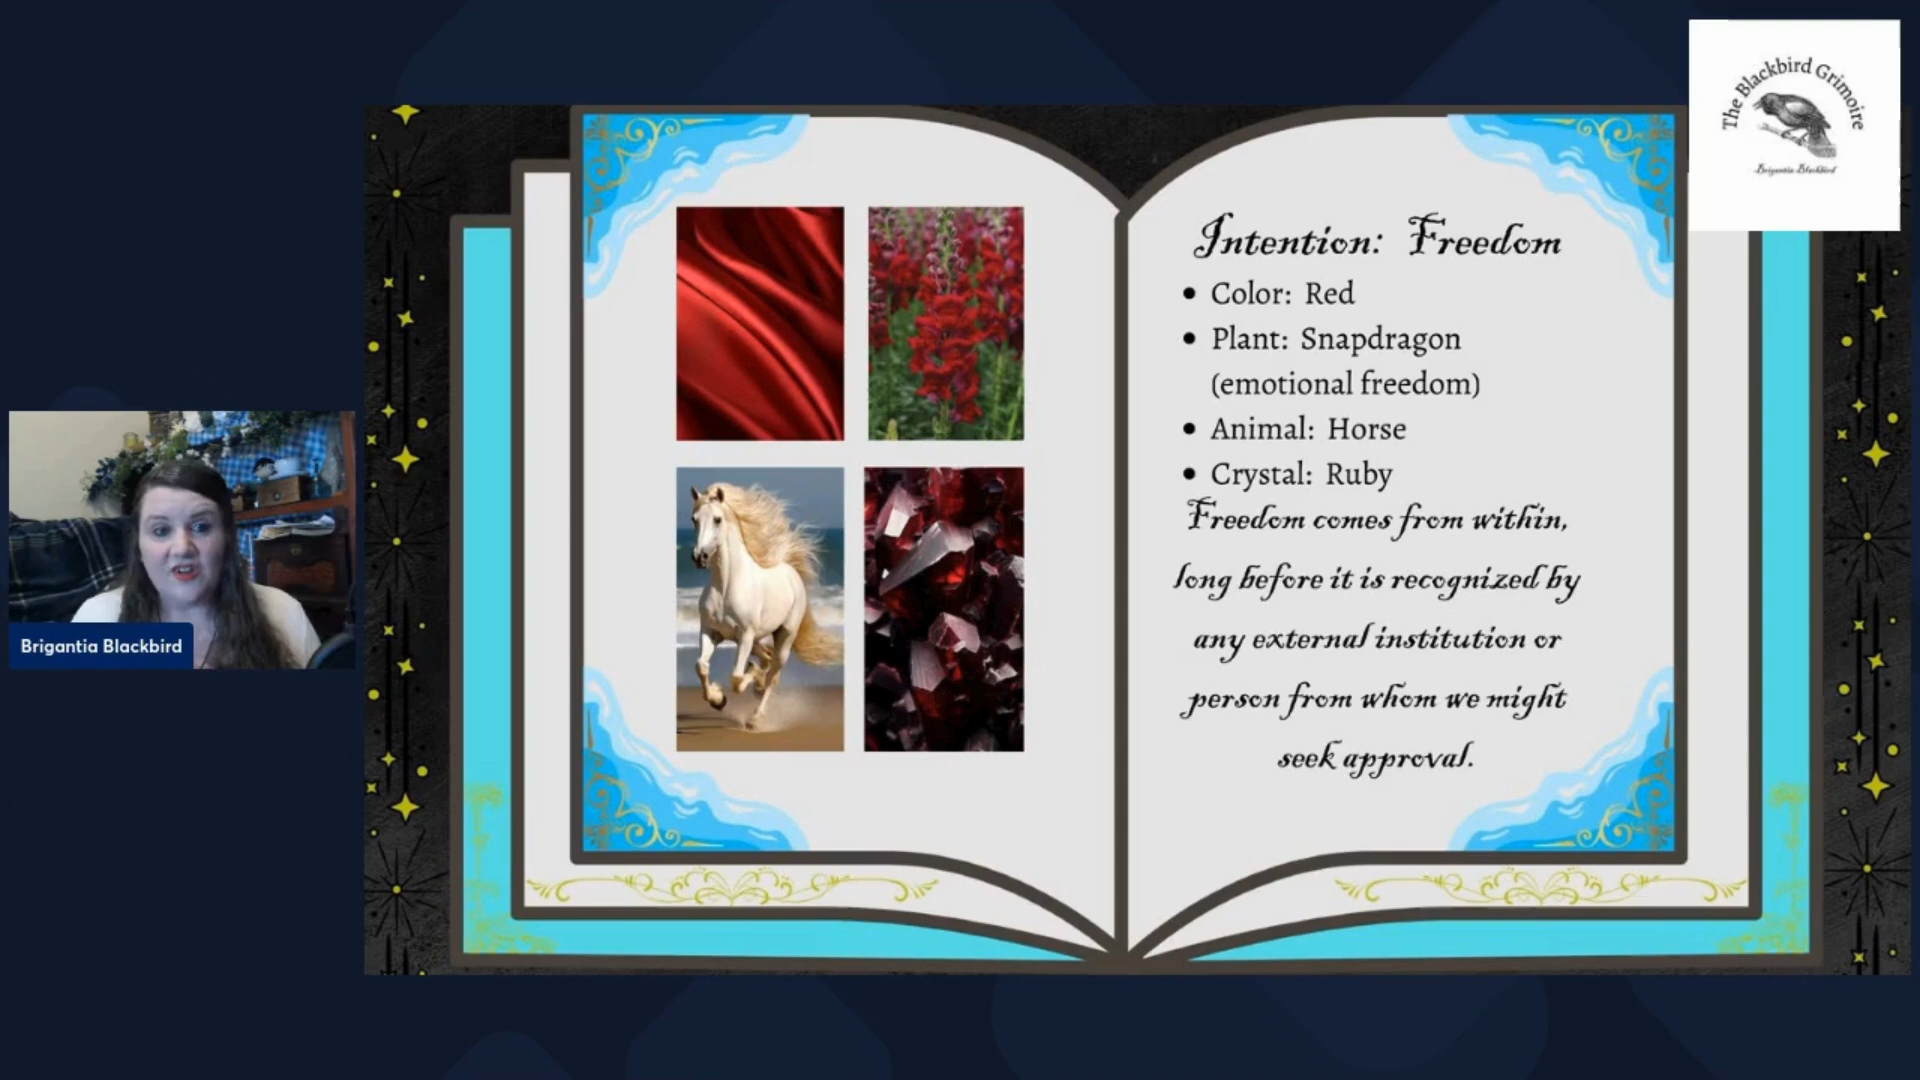 The Blackbird Grimoire
Brigantia Blackbird
Intention: Freedom
• Color: Red
• Plant: Snapdragon
(emotional freedom)
• Animal: Horse
• Crystal: Ruby
Freedom comes from within,
long before it is recognized by
any external institution or
person from whom we might
seek approval.
Brigantia Blackbird